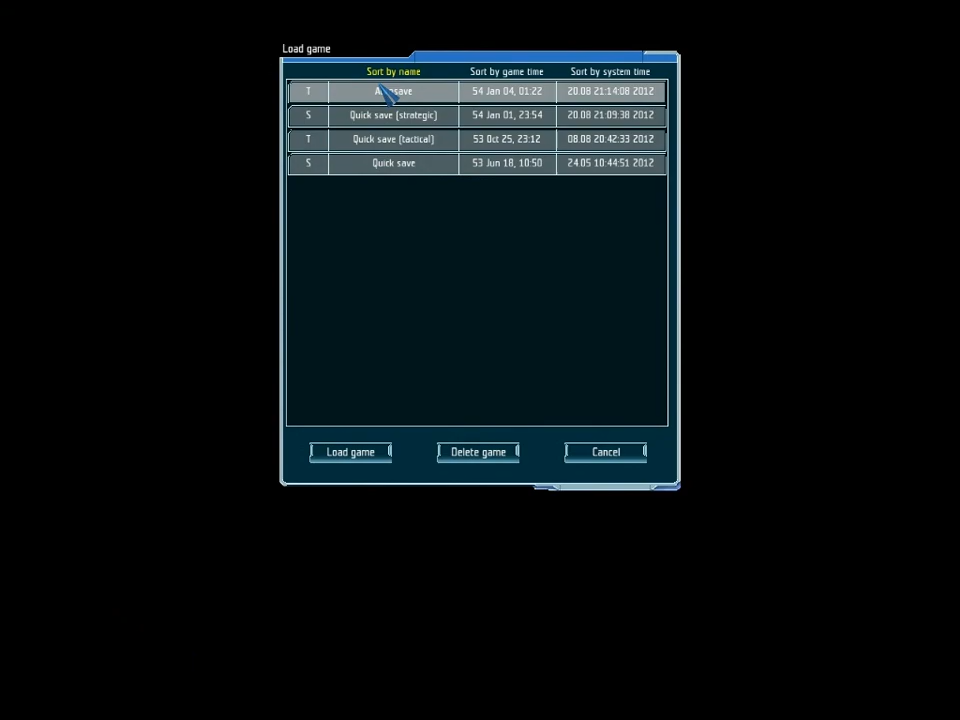 Load game
Sort by name Sort by game time Sort by system time
T Autosave 54 Jan 04, 01:22 20.08 21:14:08 2012
S Quick save (strategic) 54 Jan 01, 23:54 20.08 21:09:38 2012
T Quick save (tactical) 53 Oct 25, 23:12 08.08 20:42:33 2012
S Quick save 53 Jun 18, 10:50 24.05 10:44:51 2012
Load game Delete game Cancel